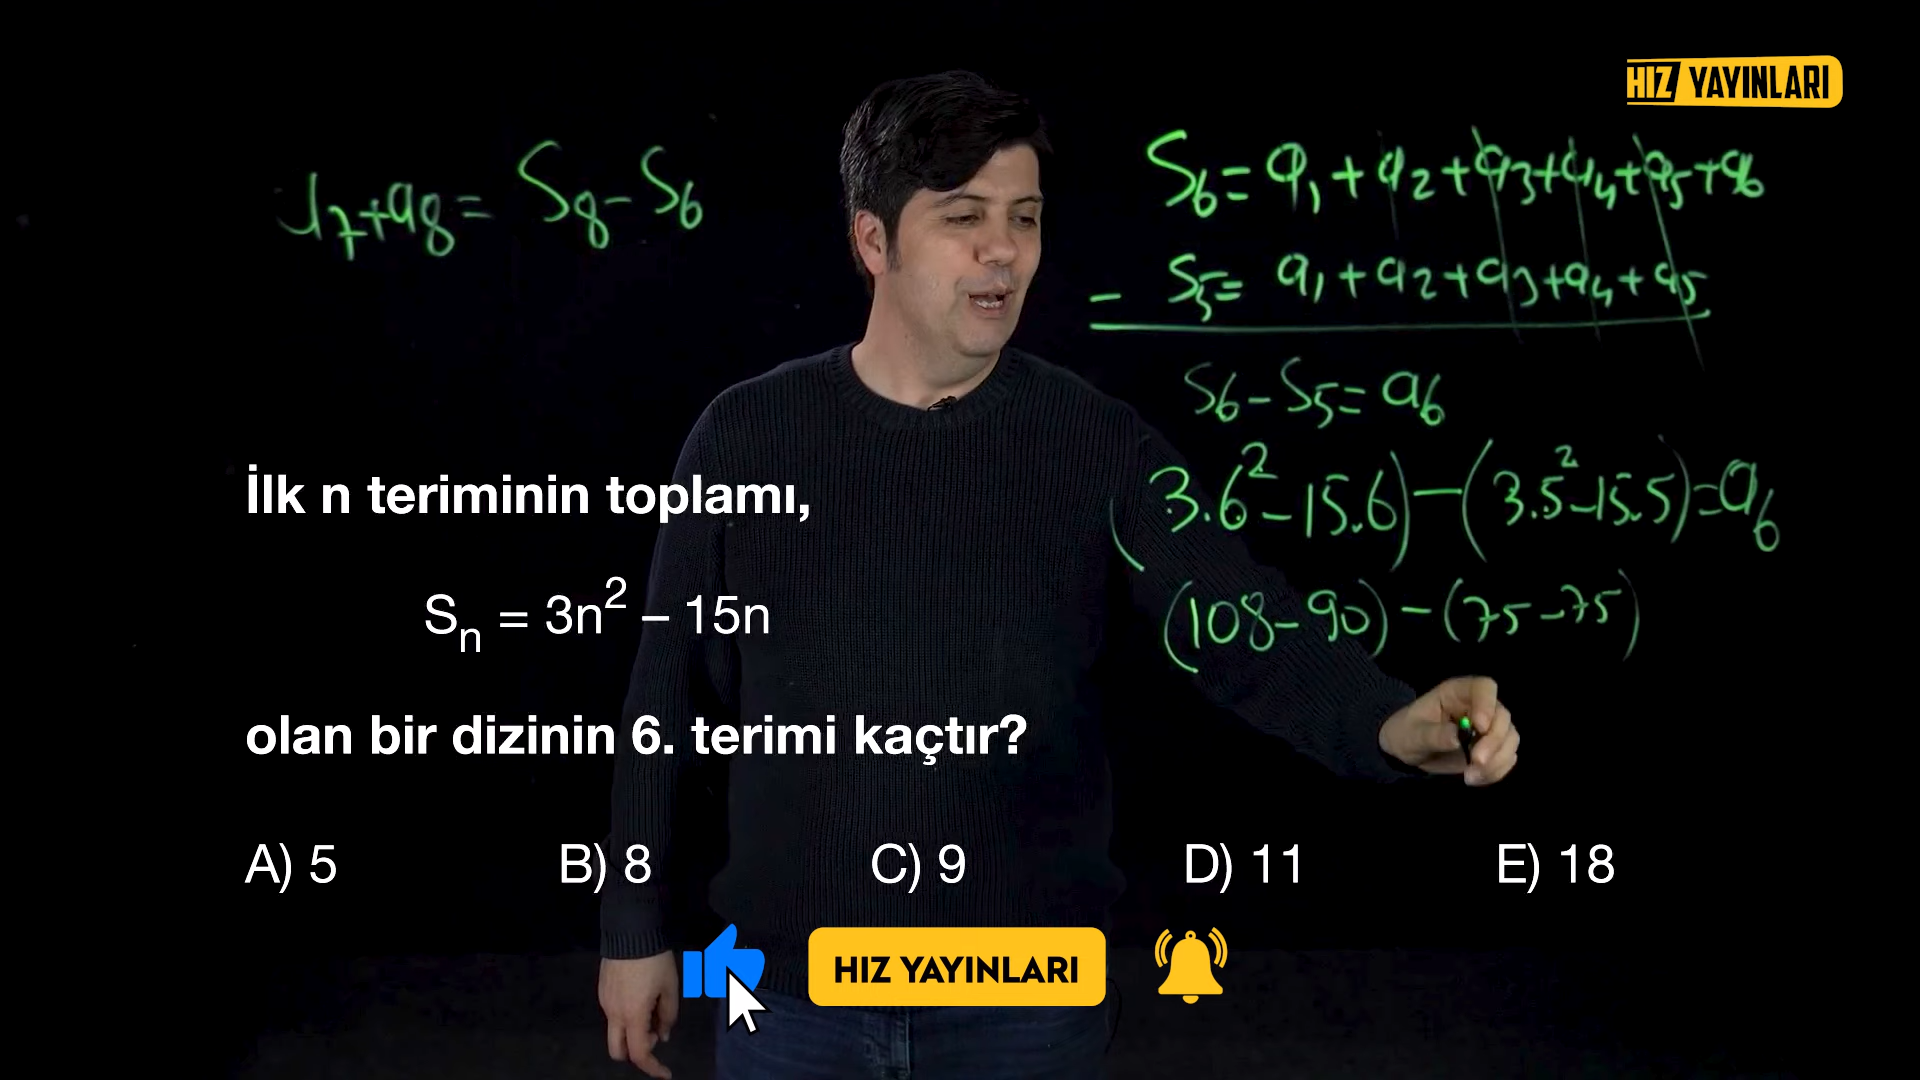 HIZ YAYINLARI
a₇+a₈= S₈-S₆
S₆= a₁+a₂+a₃+a₄+a₅+a₆
- S₅= a₁+a₂+a₃+a₄+a₅
S₆-S₅= a₆
(3.6²-15.6)-(3.5²-15.5)=a₆
(108-90)-(75-75)
İlk n teriminin toplamı,
Sₙ = 3n² – 15n
olan bir dizinin 6. terimi kaçtır?
A) 5 B) 8 C) 9 D) 11 E) 18
HIZ YAYINLARI